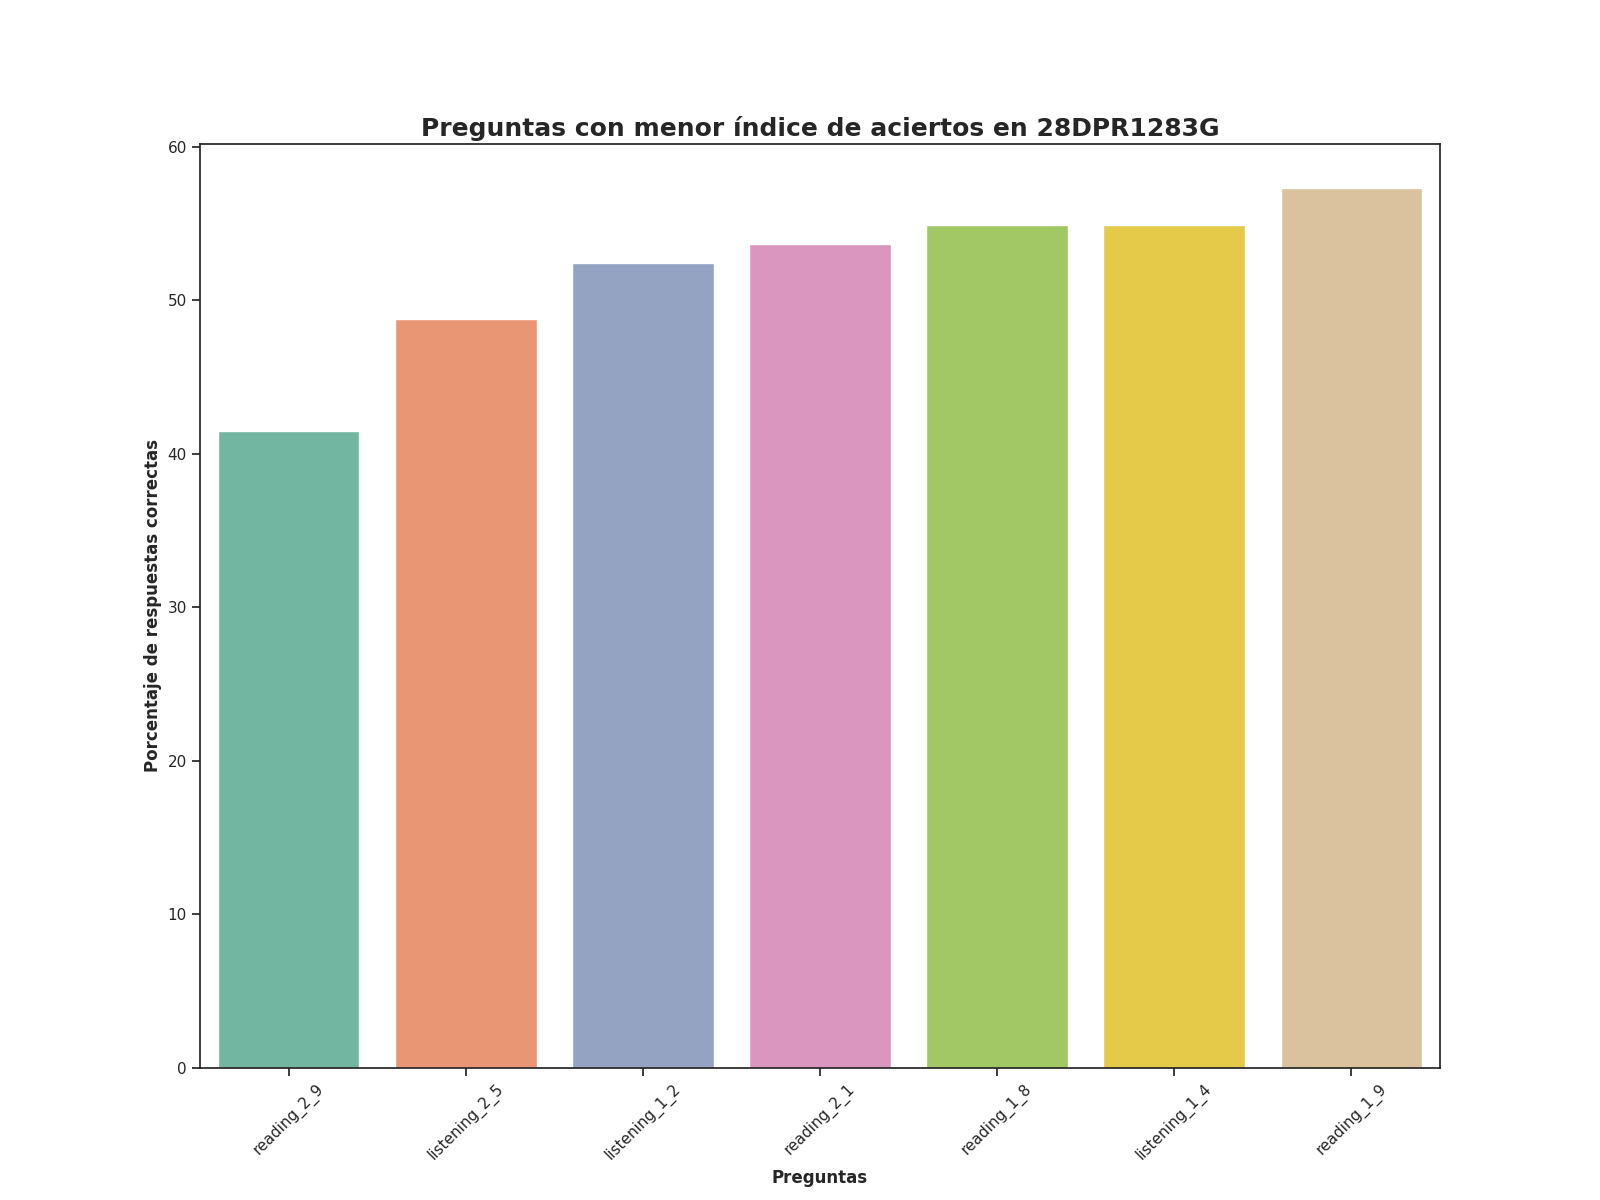 Preguntas con menor índice de aciertos en 28DPR1283G
60
50
40
30
20
10
0
Porcentaje de respuestas correctas
reading_2_9
listening_2_5
listening_1_2
reading_2_1
reading_1_8
listening_1_4
reading_1_9
Preguntas